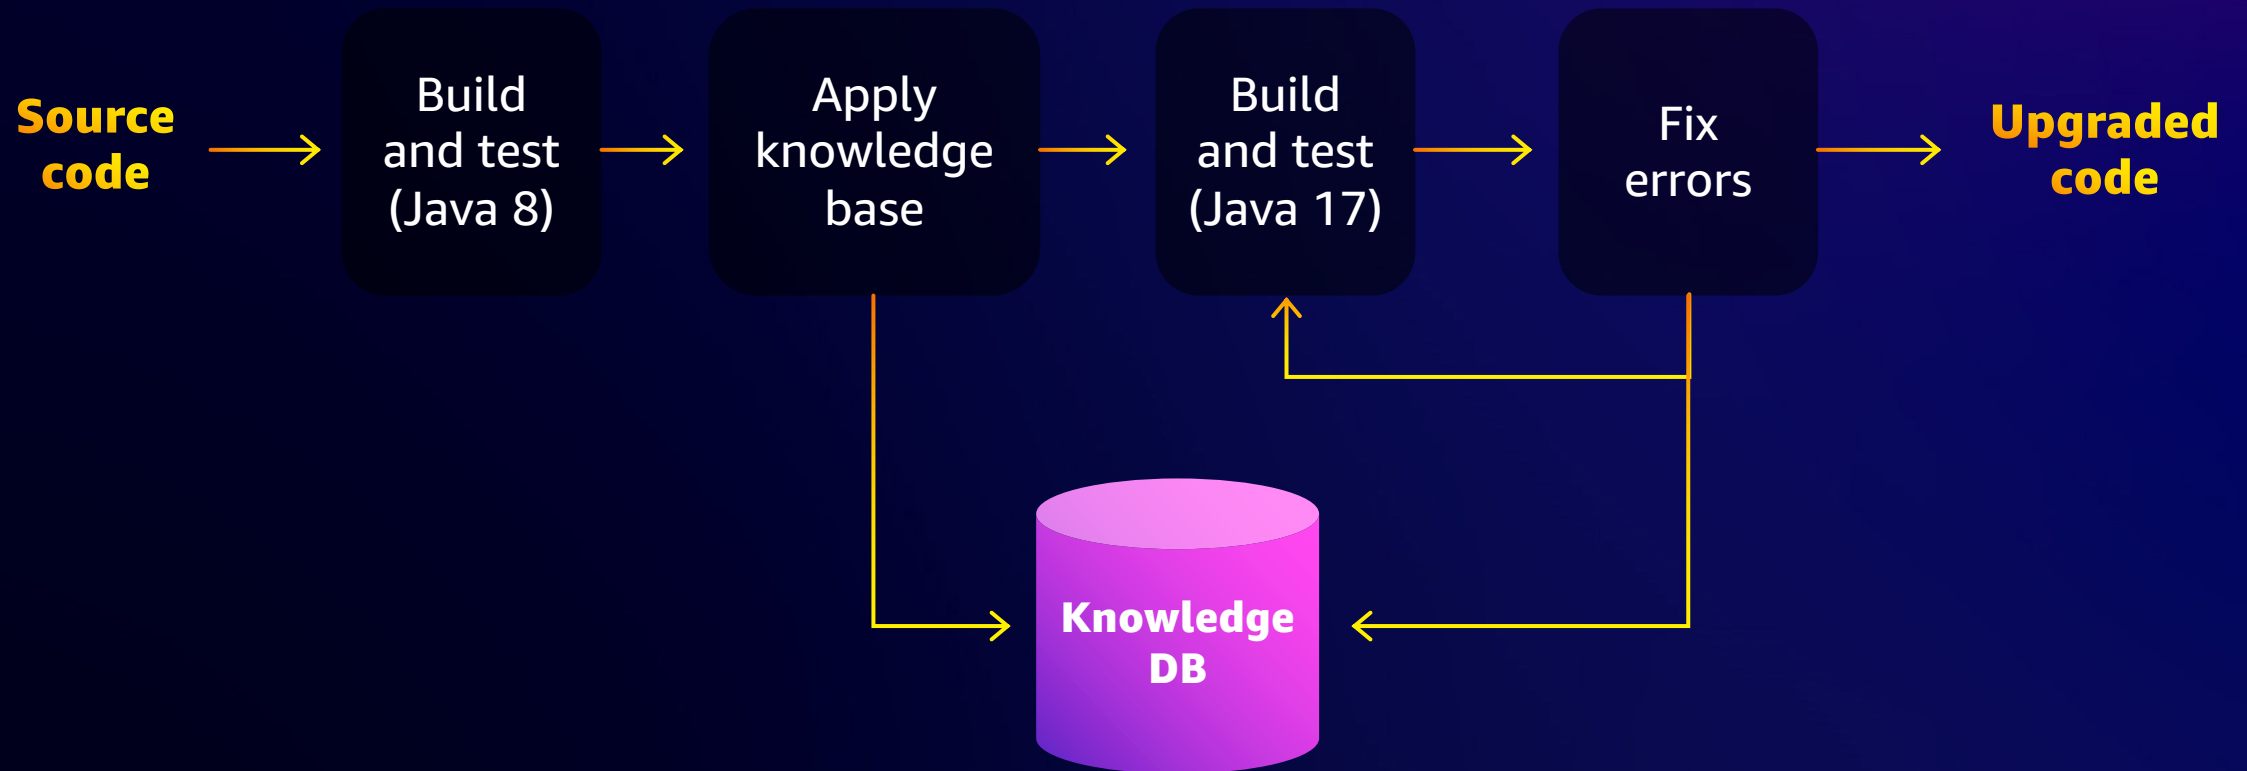 Source
code
Build
and test
(Java 8)
Apply
knowledge
base
Build
and test
(Java 17)
Fix
errors
Upgraded
code
Knowledge
DB